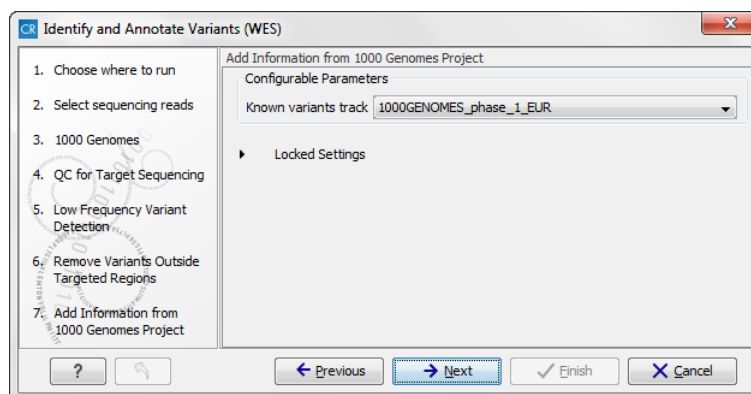 CR Identify and Annotate Variants (WES)
X
1. Choose where to run
2. Select sequencing reads
3. 1000 Genomes
4. QC for Target Sequencing
5. Low Frequency Variant
Detection
6. Remove Variants Outside
Targeted Regions
7. Add Information from
1000 Genomes Project
Add Information from 1000 Genomes Project
Configurable Parameters
Known variants track 1000GENOMES_phase_1_EUR
Locked Settings
? Previous Next Finish Cancel